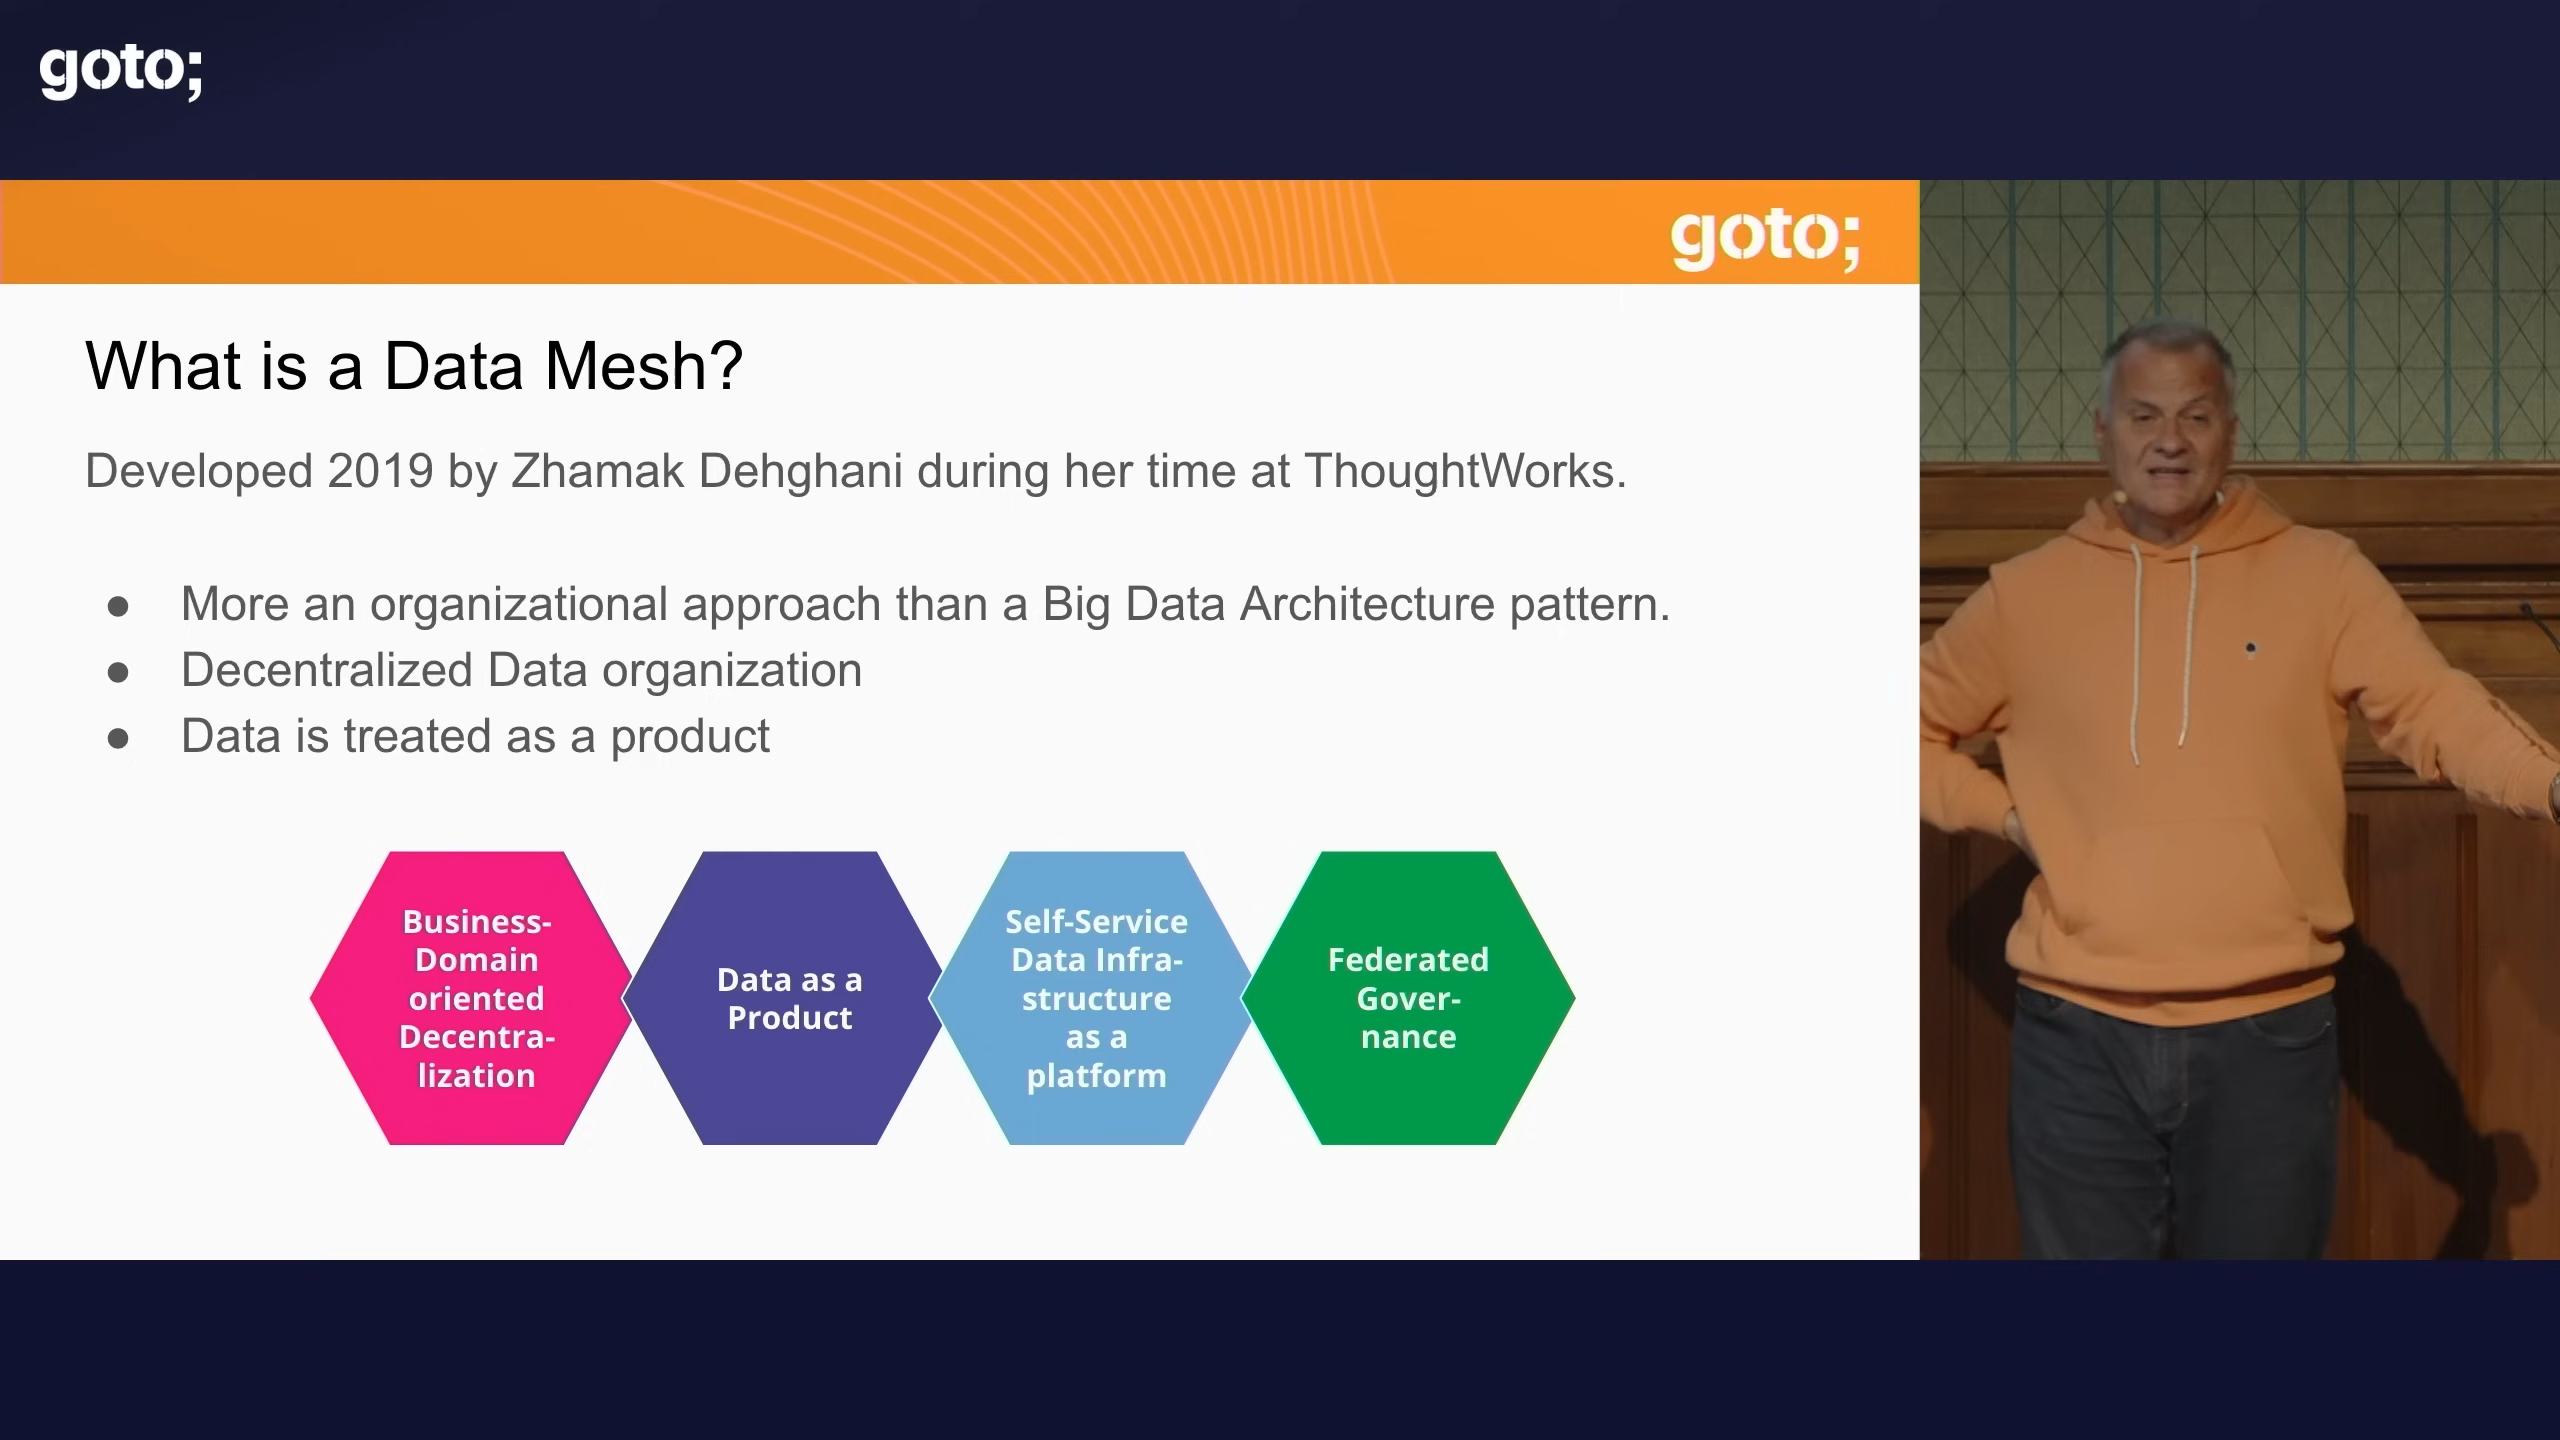 goto;
goto;
What is a Data Mesh?
Developed 2019 by Zhamak Dehghani during her time at ThoughtWorks.
● More an organizational approach than a Big Data Architecture pattern.
● Decentralized Data organization
● Data is treated as a product
Business-
Domain
oriented
Decentra-
lization
Data as a
Product
Self-Service
Data Infra-
structure
as a
platform
Federated
Gover-
nance